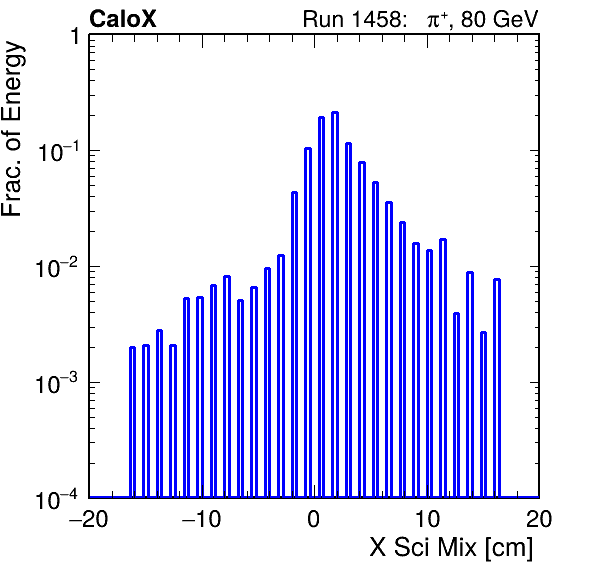 CaloX Run 1458: π⁺, 80 GeV
Frac. of Energy
1
10⁻¹
10⁻²
10⁻³
10⁻⁴
−20 −10 0 10 20
X Sci Mix [cm]